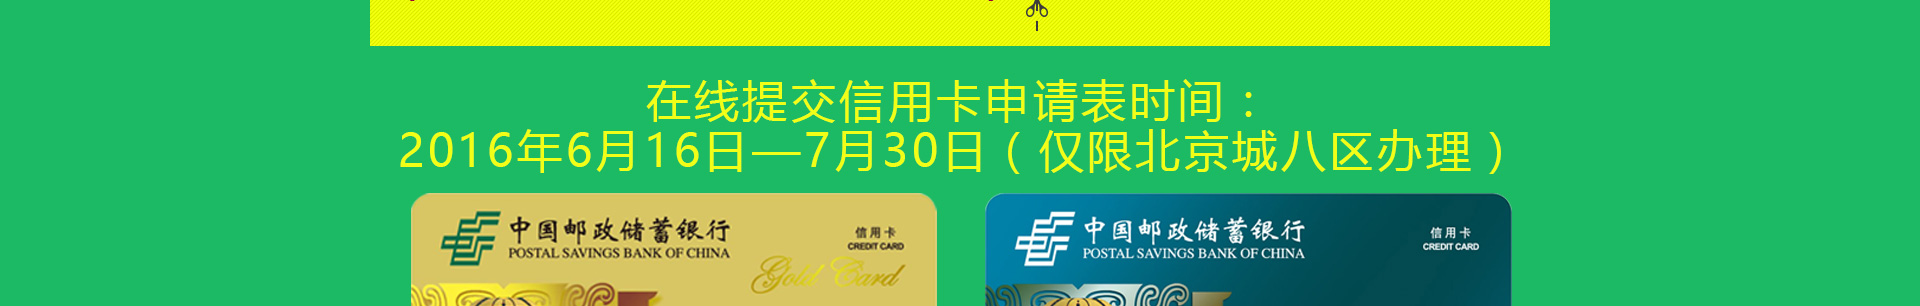 在线提交信用卡申请表时间：
2016年6月16日—7月30日（仅限北京城八区办理）
中国邮政储蓄银行
POSTAL SAVINGS BANK OF CHINA
信用卡
CREDIT CARD
Gold Card
中国邮政储蓄银行
POSTAL SAVINGS BANK OF CHINA
信用卡
CREDIT CARD